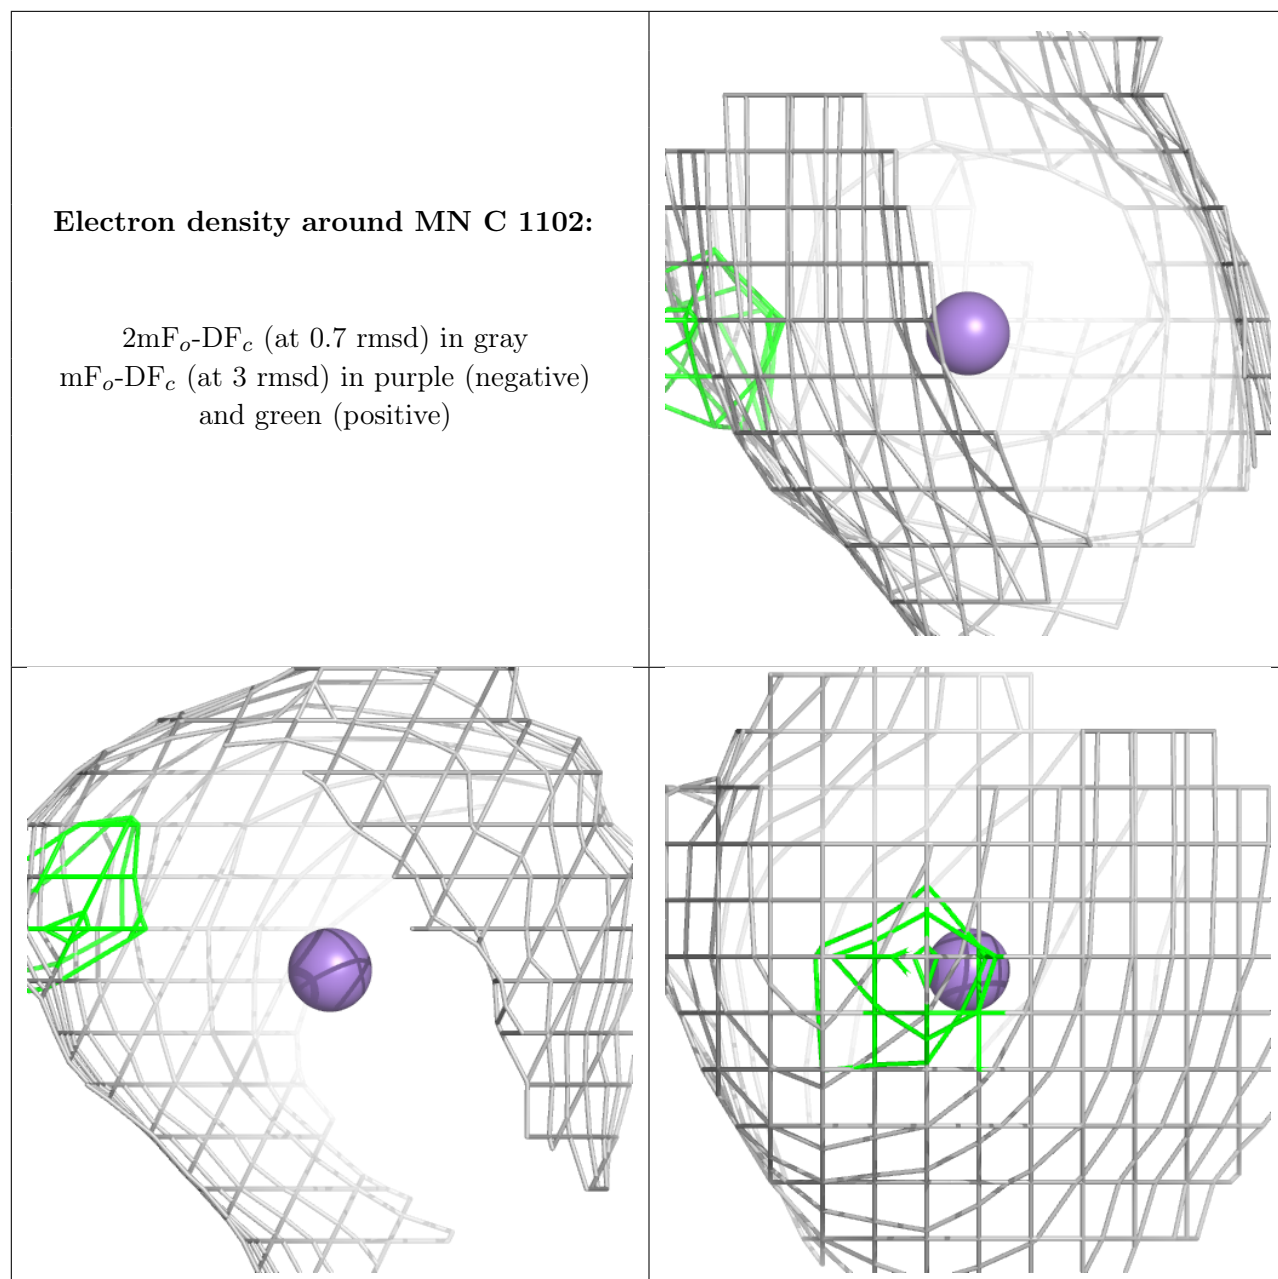 Electron density around MN C 1102:
2mFo-DFc (at 0.7 rmsd) in gray
mFo-DFc (at 3 rmsd) in purple (negative)
and green (positive)